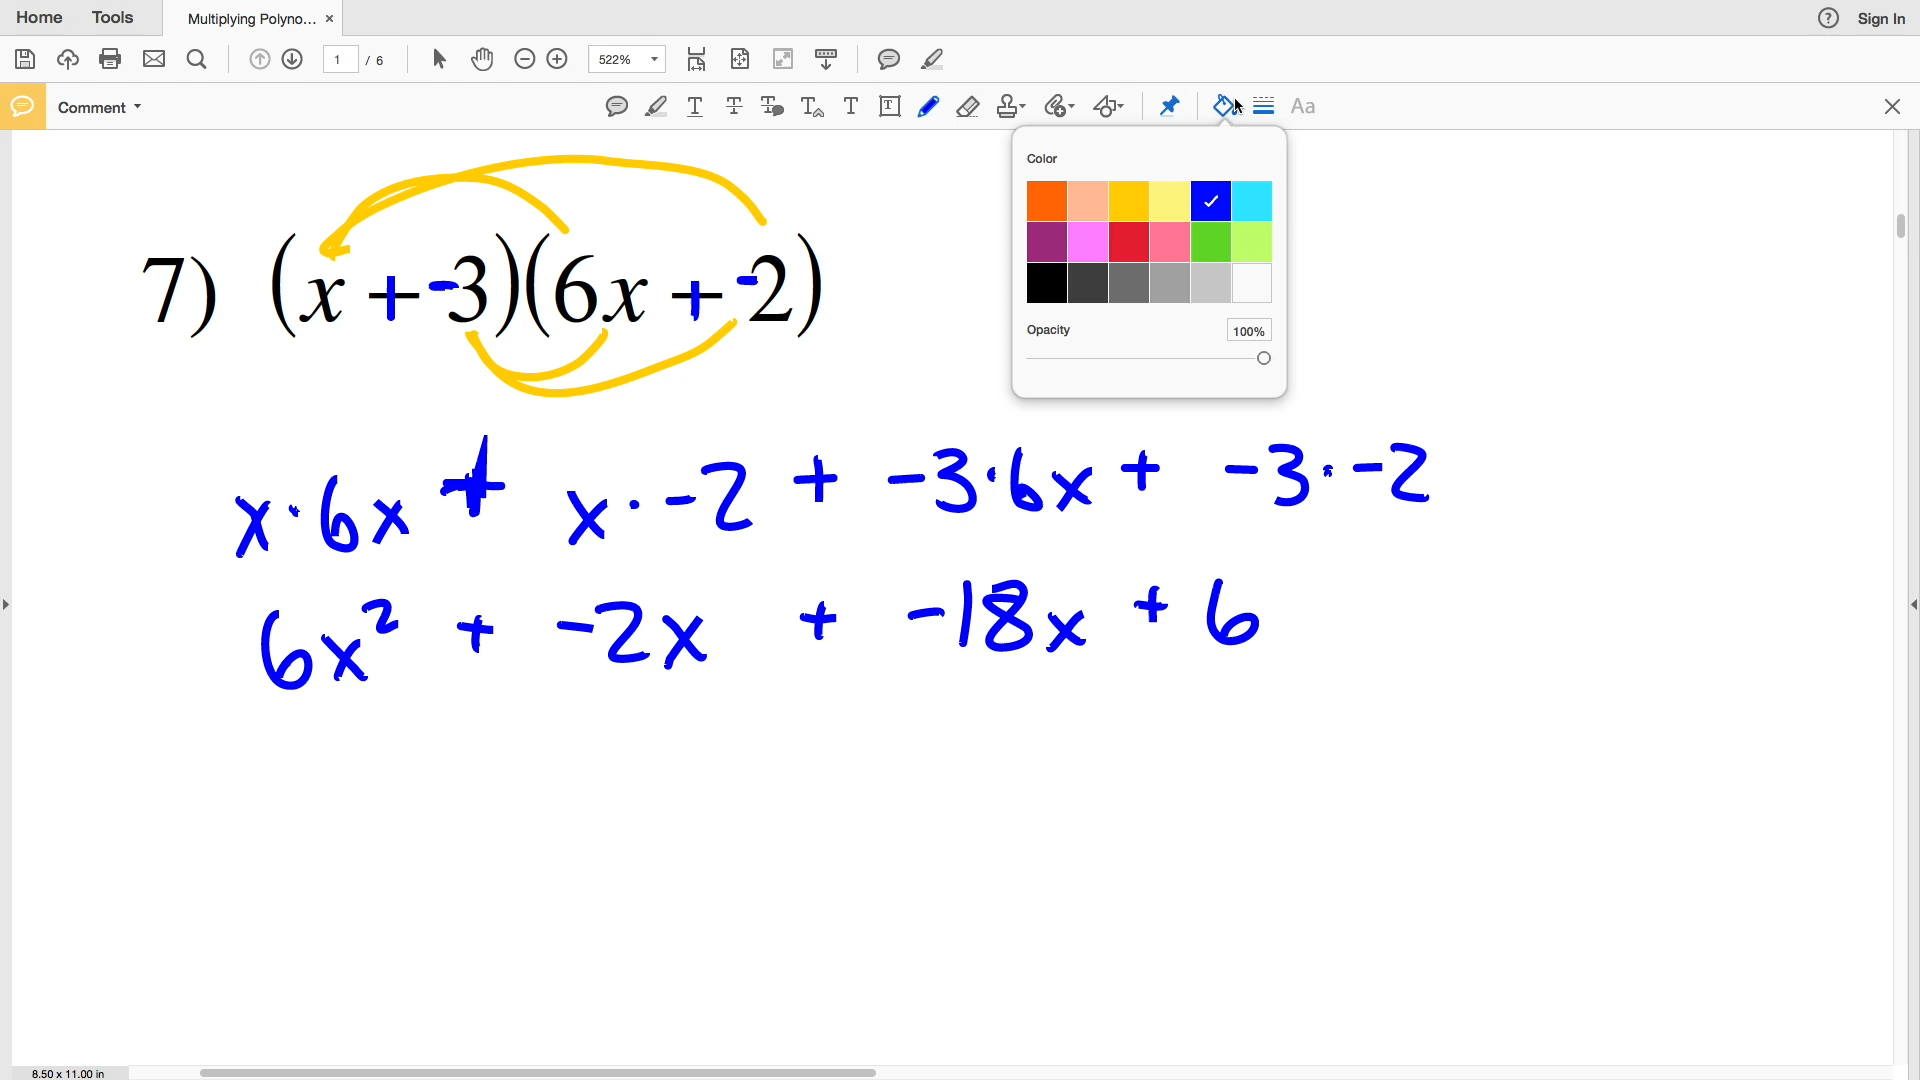 Home Tools Multiplying Polyno... × ? Sign In
1 / 6 522%
Comment T T T T T T Aa
Color
7) (x + -3)(6x + -2)
Opacity 100%
x·6x + x·-2 + -3·6x + -3·-2
6x² + -2x + -18x + 6
8.50 x 11.00 in